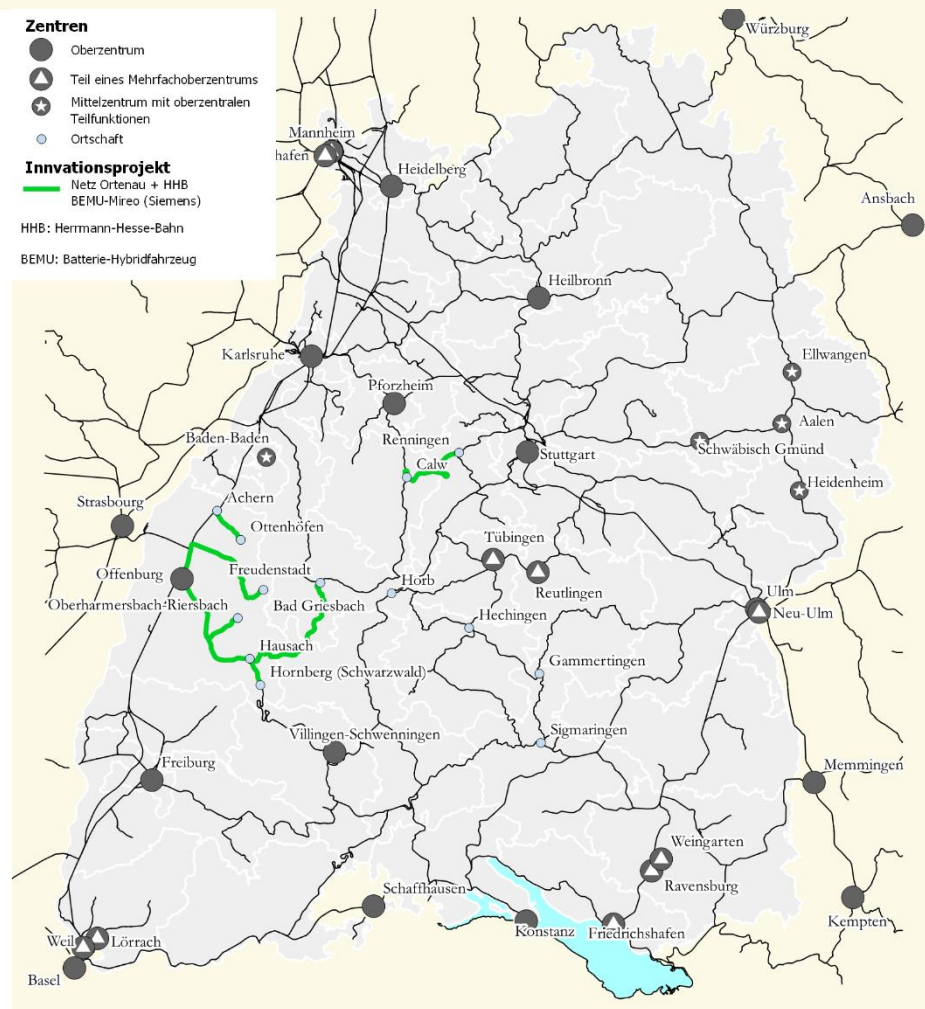 Zentren
Oberzentrum
Teil eines Mehrfachoberzentrums
Mittelzentrum mit oberzentralen
Teilfunktionen
Ortschaft
Innvationsprojekt
Netz Ortenau + HHB
BEMU-Mireo (Siemens)
HHB: Herrmann-Hesse-Bahn
BEMU: Batterie-Hybridfahrzeug
Würzburg
Mannheim
hafen
Heidelberg
Ansbach
Heilbronn
Karlsruhe
Ellwangen
Pforzheim
Aalen
Baden-Baden
Renningen
Schwäbisch Gmünd
Stuttgart
Calw
Heidenheim
Strasbourg
Achern
Ottenhöfen
Tübingen
Offenburg
Freudenstadt
Horb
Reutlingen
Ulm
Neu-Ulm
Oberharmersbach-Riersbach
Bad Griesbach
Hechingen
Hausach
Gammertingen
Hornberg (Schwarzwald)
Villingen-Schwenningen
Sigmaringen
Freiburg
Memmingen
Weingarten
Ravensburg
Schaffhausen
Kempten
Konstanz
Friedrichshafen
Weil
Lörrach
Basel